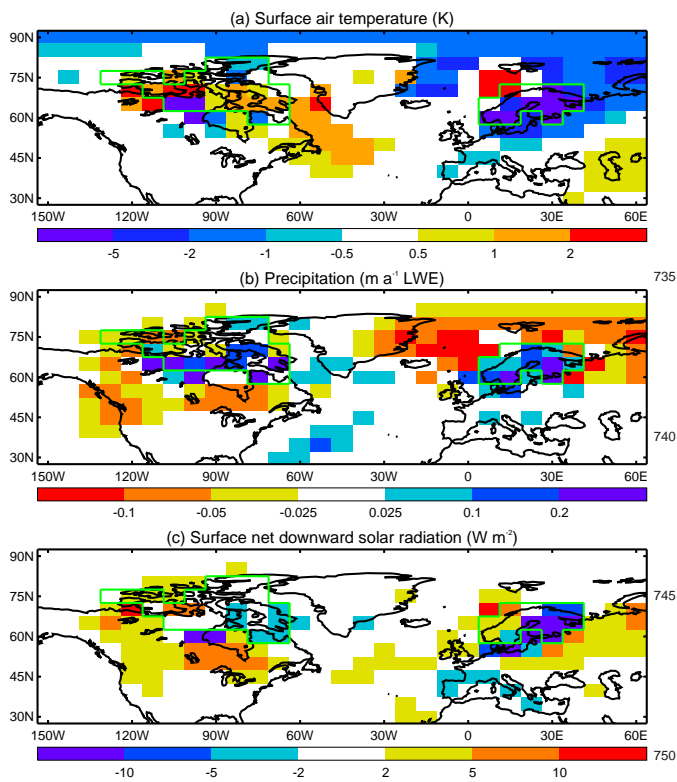 (a) Surface air temperature (K)
90N
75N
60N
45N
30N
150W 120W 90W 60W 30W 0 30E 60E
-5 -2 -1 -0.5 0.5 1 2
(b) Precipitation (m a⁻¹ LWE)
735
90N
75N
60N
45N
740
30N
150W 120W 90W 60W 30W 0 30E 60E
-0.1 -0.05 -0.025 0.025 0.1 0.2
(c) Surface net downward solar radiation (W m⁻²)
90N
75N
745
60N
45N
30N
150W 120W 90W 60W 30W 0 30E 60E
-10 -5 -2 2 5 10
750